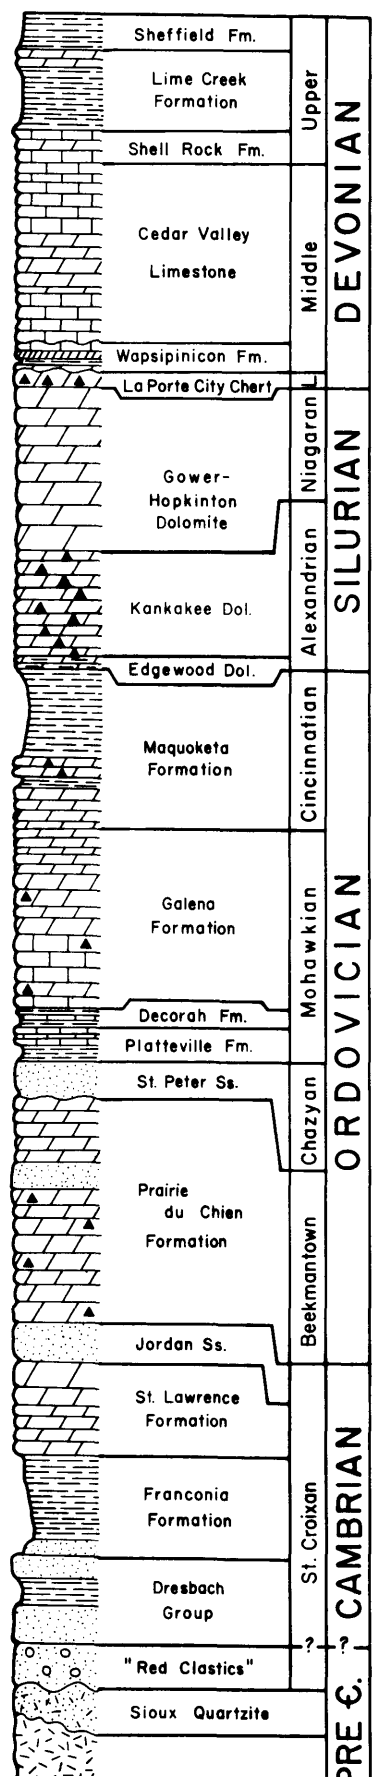 Sheffield Fm.
Lime Creek
Formation
Shell Rock Fm.
Cedar Valley
Limestone
Wapsipinicon Fm.
La Porte City Chert
Gower-
Hopkinton
Dolomite
Kankakee Dol.
Edgewood Dol.
Maquoketa
Formation
Galena
Formation
Decorah Fm.
Platteville Fm.
St. Peter Ss.
Prairie
du Chien
Formation
Jordan Ss.
St. Lawrence
Formation
Franconia
Formation
Dresbach
Group
"Red Clastics"
Sioux Quartzite
Upper
Middle
L
Niagaran
Alexandrian
Cincinnatian
Mohawkian
Chazyan
Beekmantown
St. Croixan
?
?
DEVONIAN
SILURIAN
ORDOVICIAN
CAMBRIAN
PRE Є.